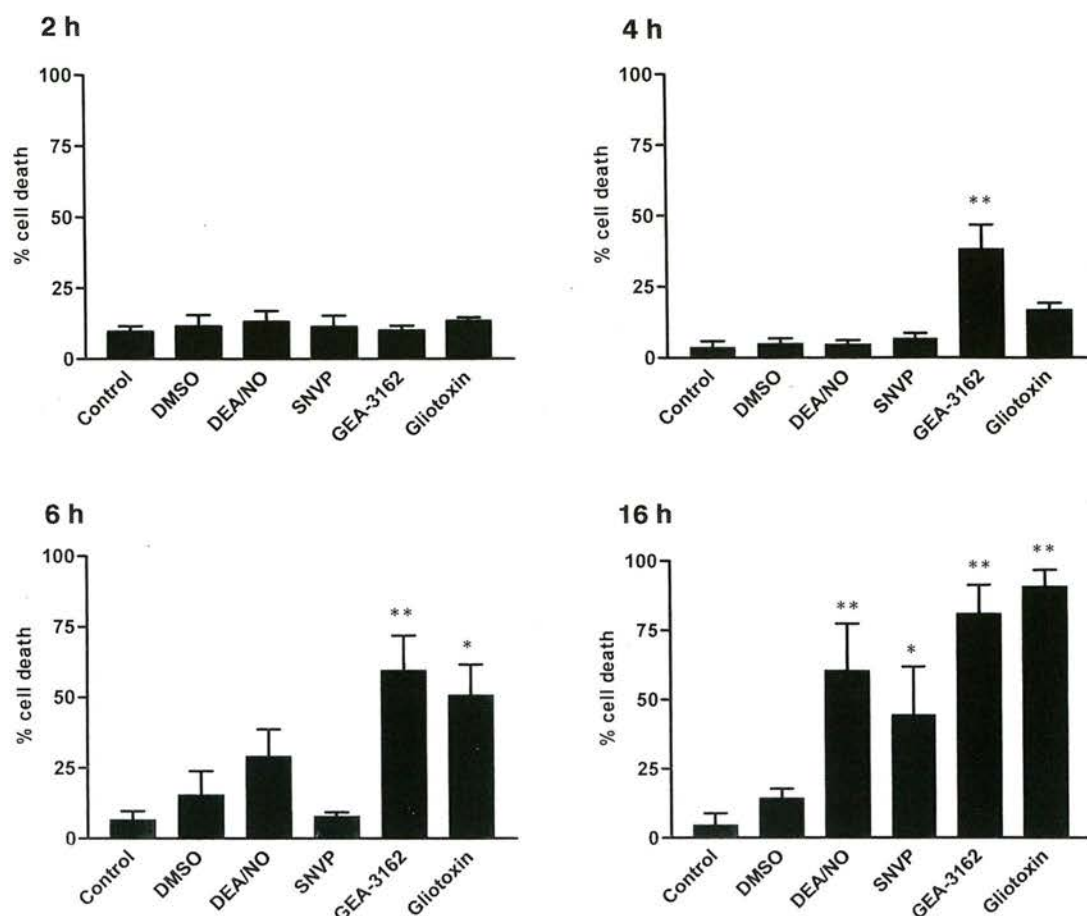 2 h
100
75
50
25
0
% cell death
Control
DMSO
DEA/NO
SNVP
GEA-3162
Gliotoxin
4 h
100
75
50
25
0
% cell death
**
Control
DMSO
DEA/NO
SNVP
GEA-3162
Gliotoxin
6 h
100
75
50
25
0
% cell death
**
*
Control
DMSO
DEA/NO
SNVP
GEA-3162
Gliotoxin
16 h
100
75
50
25
0
% cell death
**
*
**
**
Control
DMSO
DEA/NO
SNVP
GEA-3162
Gliotoxin